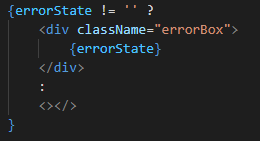 {errorState != '' ?
<div className="errorBox">
{errorState}
</div>
:
<></>
}